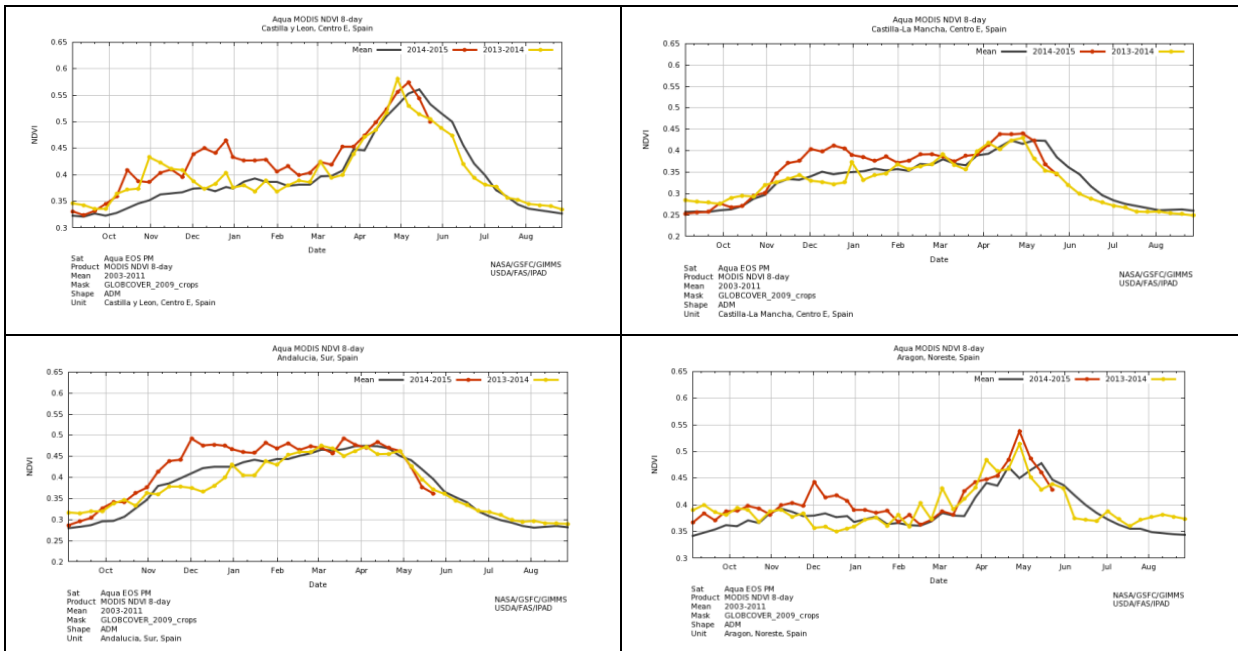 Aqua MODIS NDVI 8-day
Castilla y Leon, Centro E, Spain
Mean 2014-2015 2013-2014
0.65
0.6
0.55
0.5
0.45
0.4
0.35
0.3
NDVI
Oct Nov Dec Jan Feb Mar Apr May Jun Jul Aug
Date
Sat Aqua EOS PM
Product MODIS NDVI 8-day
Mean 2003-2011
Mask GLOBCOVER_2009_crops
Shape ADM
Unit Castilla y Leon, Centro E, Spain
NASA/GSFC/GIMMS
USDA/FAS/IPAD
Aqua MODIS NDVI 8-day
Castilla-La Mancha, Centro E, Spain
Mean 2014-2015 2013-2014
0.65
0.6
0.55
0.5
0.45
0.4
0.35
0.3
0.25
0.2
NDVI
Oct Nov Dec Jan Feb Mar Apr May Jun Jul Aug
Date
Sat Aqua EOS PM
Product MODIS NDVI 8-day
Mean 2003-2011
Mask GLOBCOVER_2009_crops
Shape ADM
Unit Castilla-La Mancha, Centro E, Spain
NASA/GSFC/GIMMS
USDA/FAS/IPAD
Aqua MODIS NDVI 8-day
Andalucia, Sur, Spain
Mean 2014-2015 2013-2014
0.65
0.6
0.55
0.5
0.45
0.4
0.35
0.3
0.25
0.2
NDVI
Oct Nov Dec Jan Feb Mar Apr May Jun Jul Aug
Date
Sat Aqua EOS PM
Product MODIS NDVI 8-day
Mean 2003-2011
Mask GLOBCOVER_2009_crops
Shape ADM
Unit Andalucia, Sur, Spain
NASA/GSFC/GIMMS
USDA/FAS/IPAD
Aqua MODIS NDVI 8-day
Aragon, Noreste, Spain
Mean 2014-2015 2013-2014
0.65
0.6
0.55
0.5
0.45
0.4
0.35
0.3
NDVI
Oct Nov Dec Jan Feb Mar Apr May Jun Jul Aug
Date
Sat Aqua EOS PM
Product MODIS NDVI 8-day
Mean 2003-2011
Mask GLOBCOVER_2009_crops
Shape ADM
Unit Aragon, Noreste, Spain
NASA/GSFC/GIMMS
USDA/FAS/IPAD